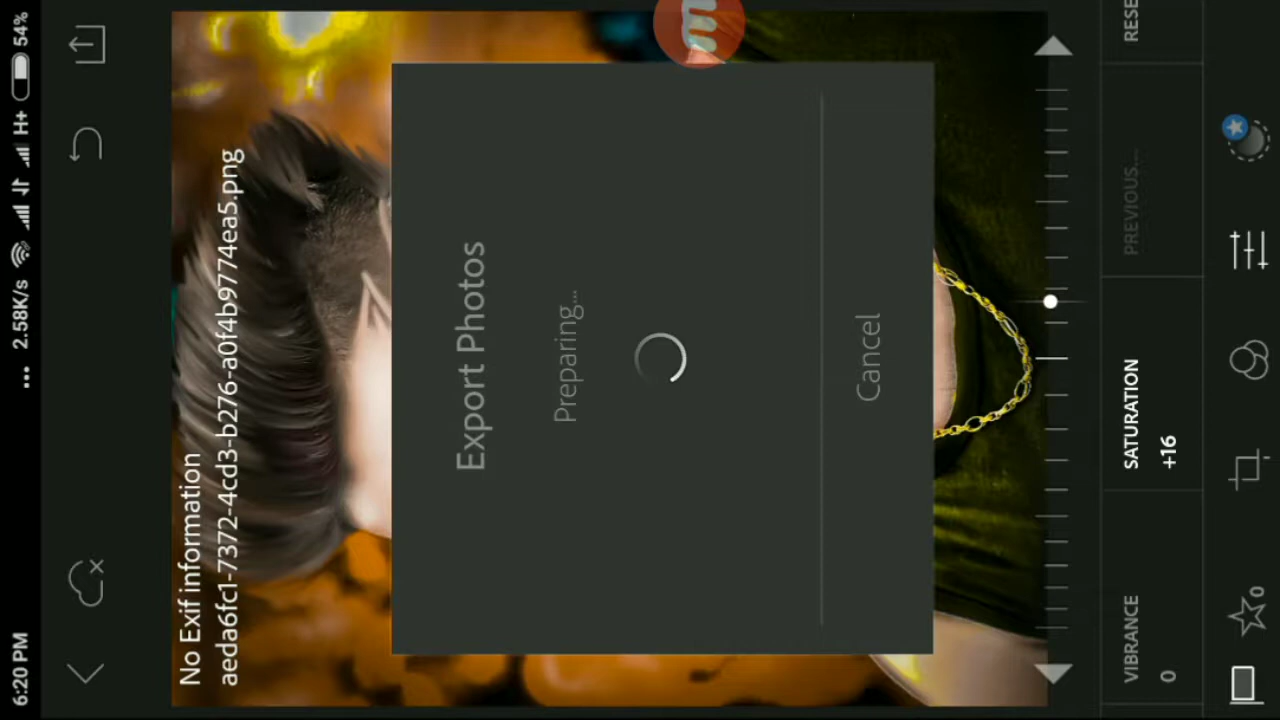 6:20 PM
... 2.58K/s
H+
54%
No Exif information
aeda6fc1-7372-4cd3-b276-a0f4b9774ea5.png
Export Photos
Preparing...
Cancel
VIBRANCE
0
SATURATION
+16
PREVIOUS...
RESE
0